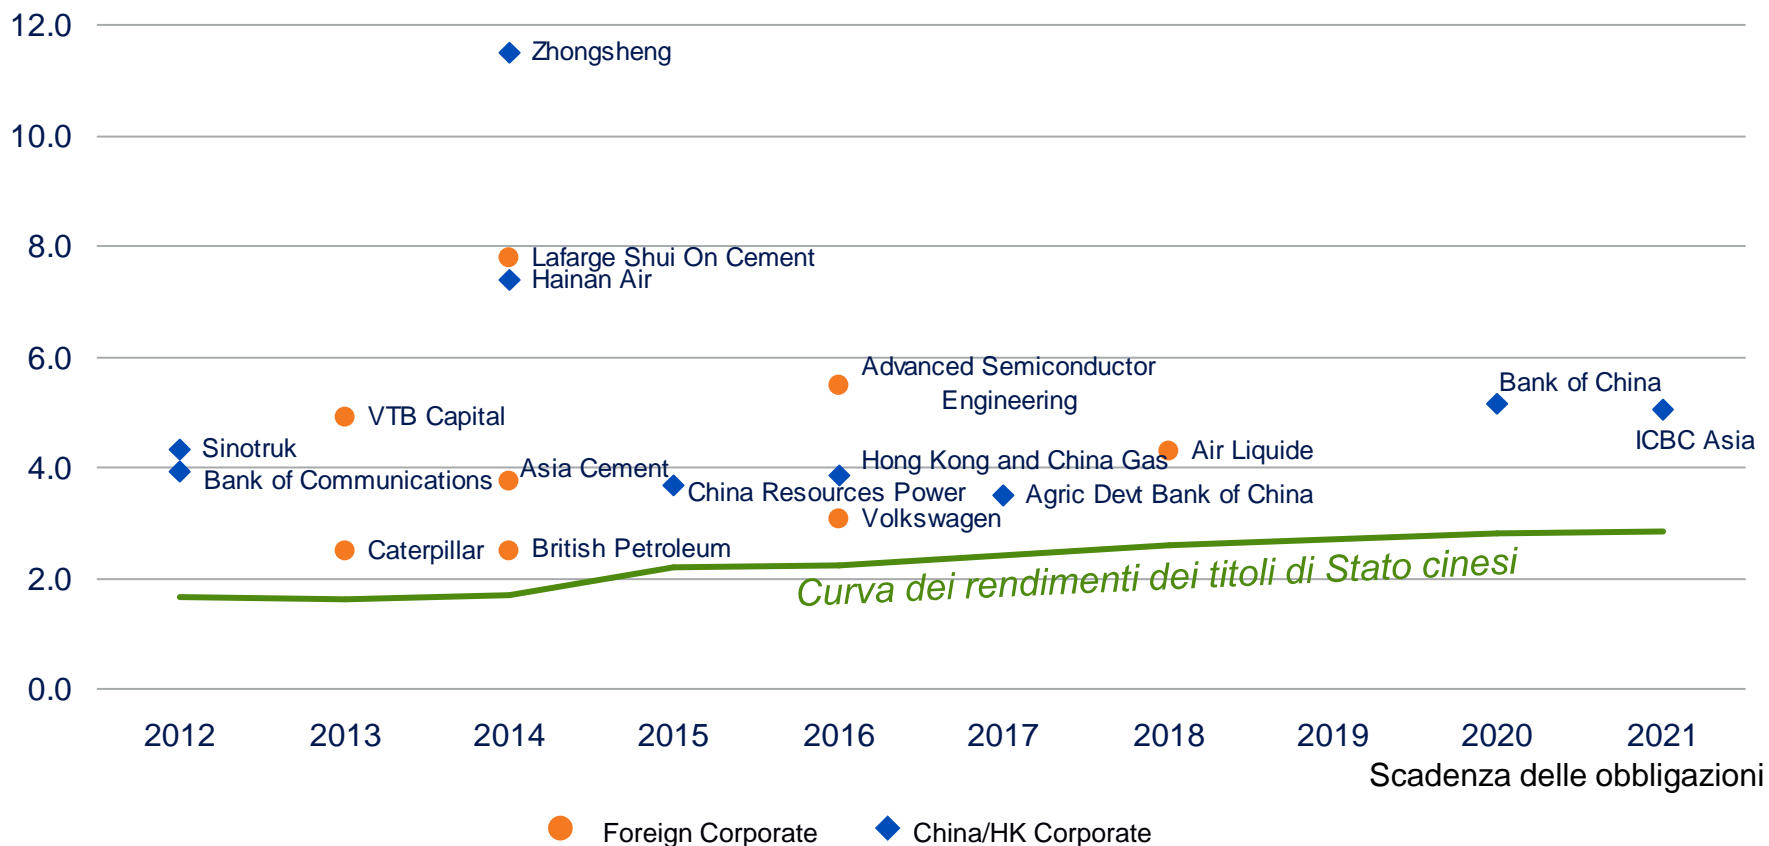 12.0
Zhongsheng
10.0
8.0
Lafarge Shui On Cement
Hainan Air
6.0
Advanced Semiconductor
Engineering
Bank of China
VTB Capital
ICBC Asia
Sinotruk
Air Liquide
4.0
Asia Cement
Hong Kong and China Gas
Bank of Communications
China Resources Power
Agric Devt Bank of China
Volkswagen
Caterpillar
British Petroleum
2.0
Curva dei rendimenti dei titoli di Stato cinesi
0.0
2012 2013 2014 2015 2016 2017 2018 2019 2020 2021
Scadenza delle obbligazioni
Foreign Corporate China/HK Corporate